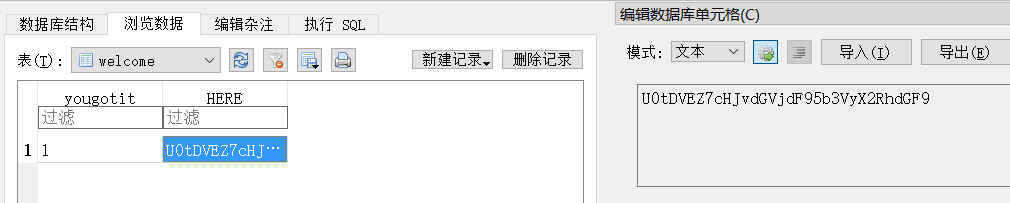 数据库结构 浏览数据 编辑杂注 执行 SQL
表(T): welcome 新建记录 删除记录
yougotit HERE
过滤 过滤
1 1 U0tDVEZ7cHJ…
编辑数据库单元格(C)
模式: 文本 导入(I) 导出(E)
U0tDVEZ7cHJvdGVjdF95b3VyX2RhdGF9